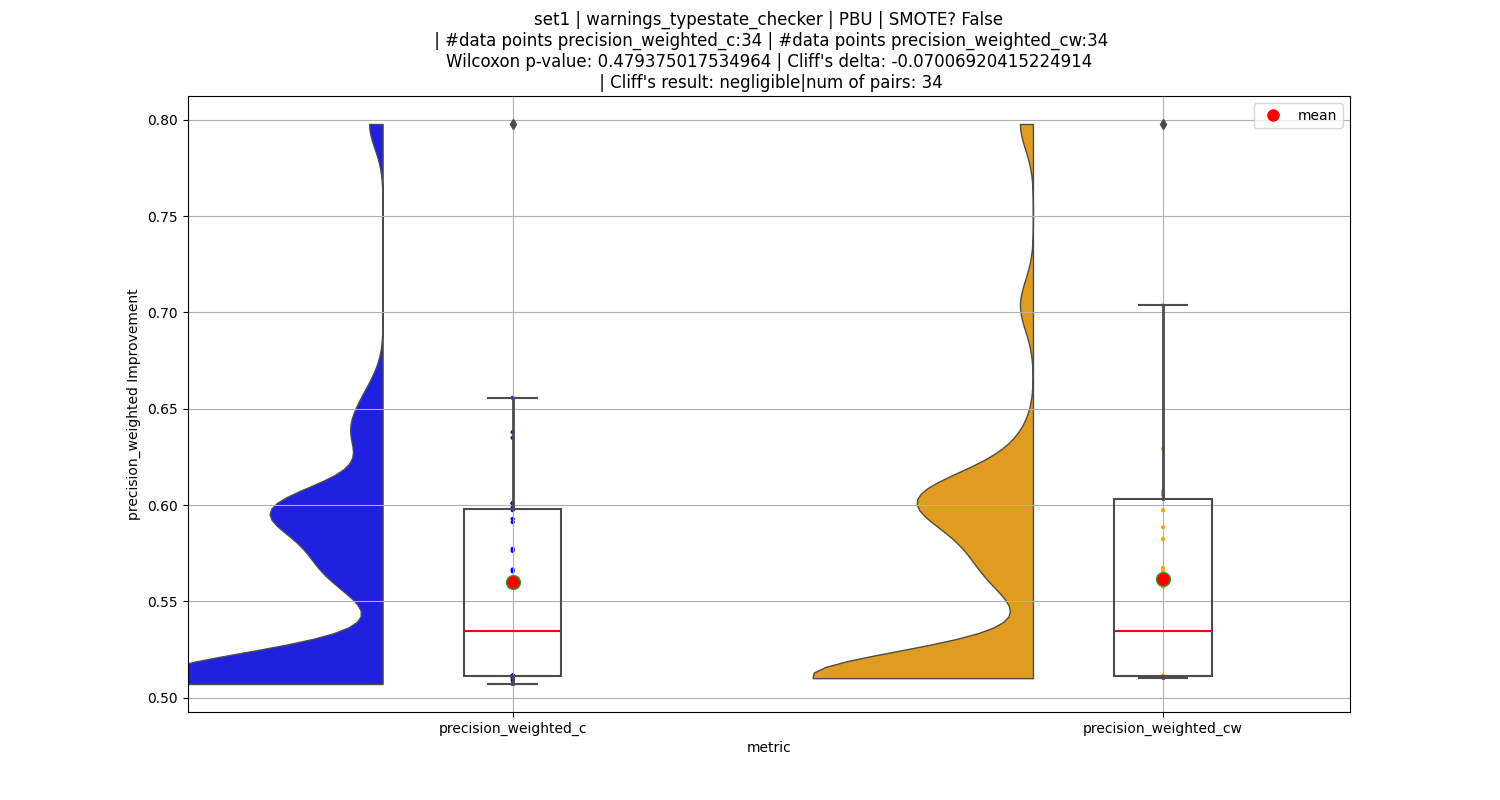 set1 | warnings_typestate_checker | PBU | SMOTE? False
| #data points precision_weighted_c:34 | #data points precision_weighted_cw:34
Wilcoxon p-value: 0.479375017534964 | Cliff's delta: -0.07006920415224914
| Cliff's result: negligible|num of pairs: 34
mean
0.80
0.75
0.70
0.65
0.60
0.55
0.50
precision_weighted Improvement
precision_weighted_c
precision_weighted_cw
metric